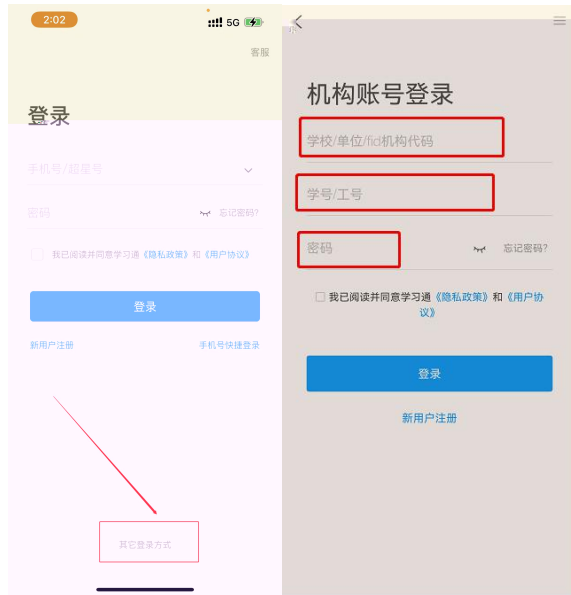 2:02
5G
客服
登录
手机号/超星号
密码
忘记密码?
我已阅读并同意学习通《隐私政策》和《用户协议》
登录
新用户注册
手机号快捷登录
其它登录方式
机构账号登录
学校/单位/fid机构代码
学号/工号
密码
忘记密码?
我已阅读并同意学习通《隐私政策》和《用户协
议》
登录
新用户注册